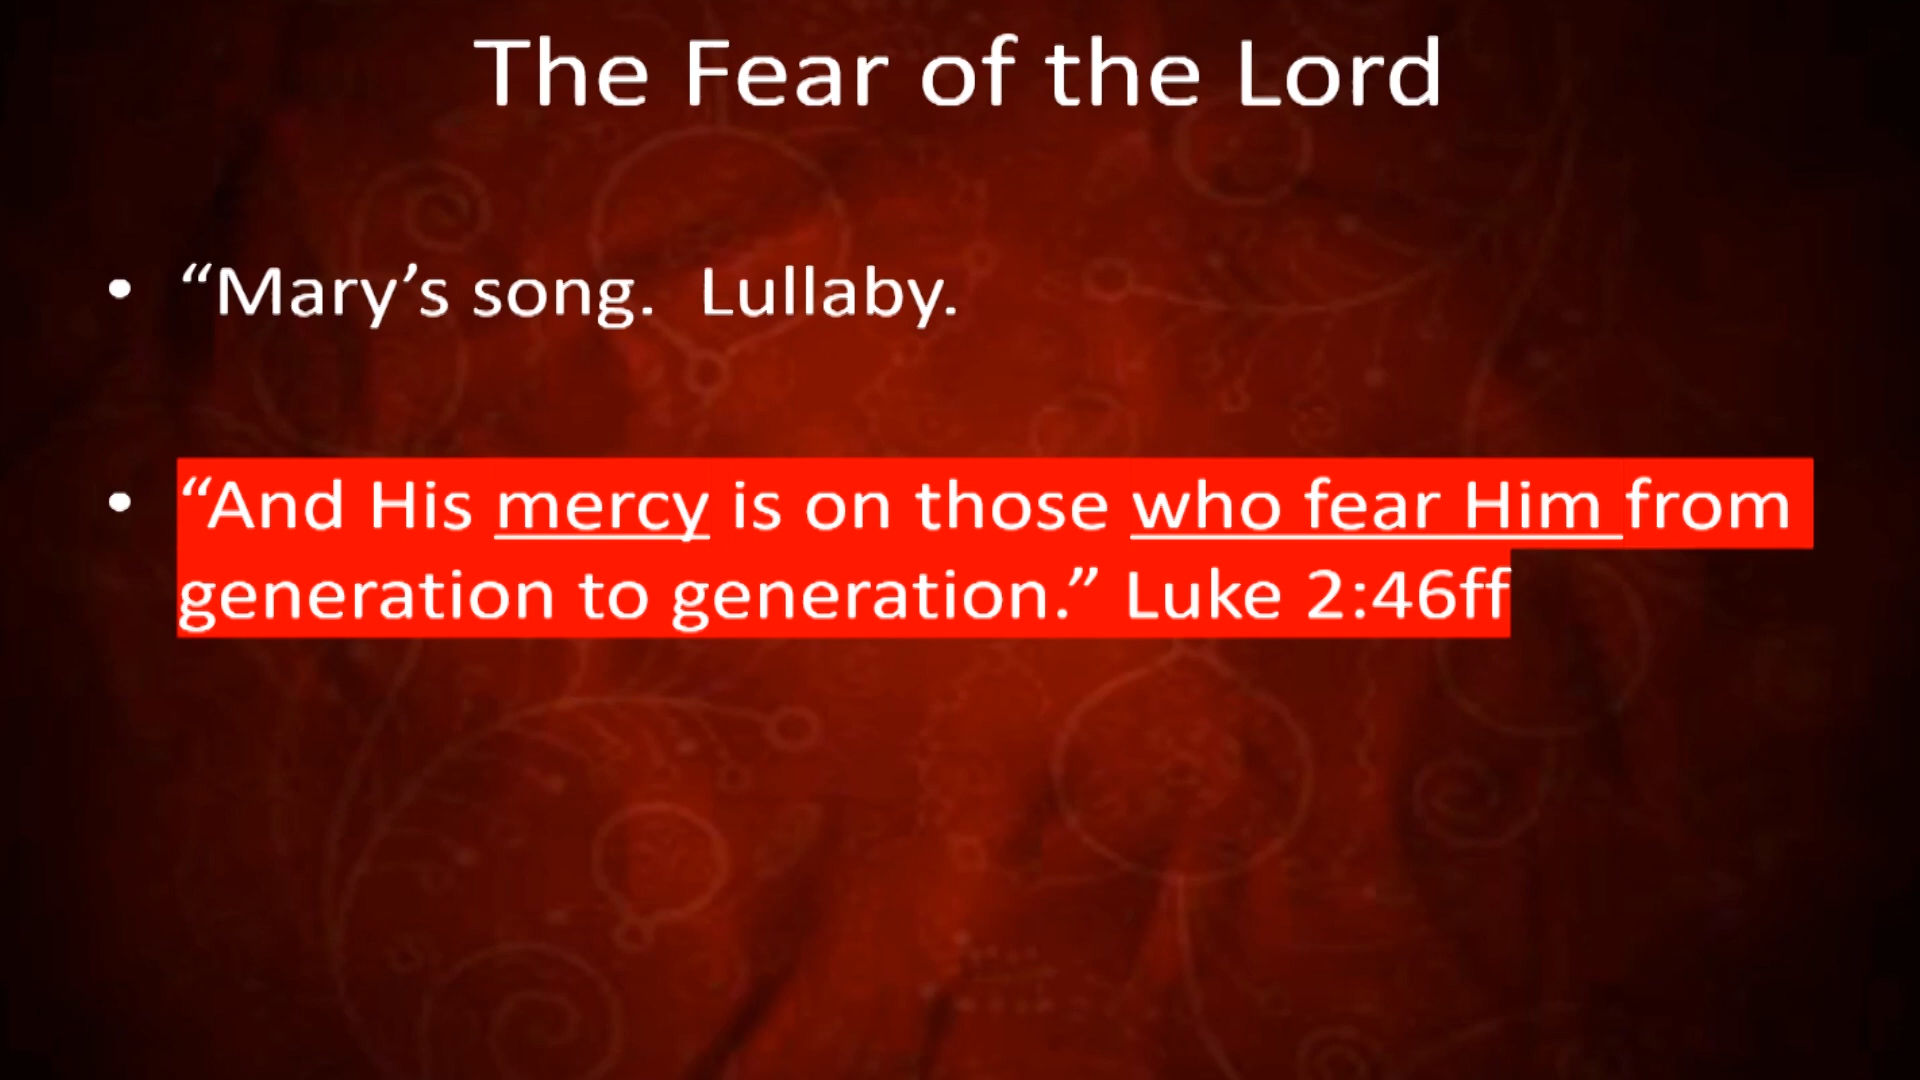 The Fear of the Lord
• “Mary’s song.  Lullaby.
• “And His mercy is on those who fear Him from
generation to generation.” Luke 2:46ff